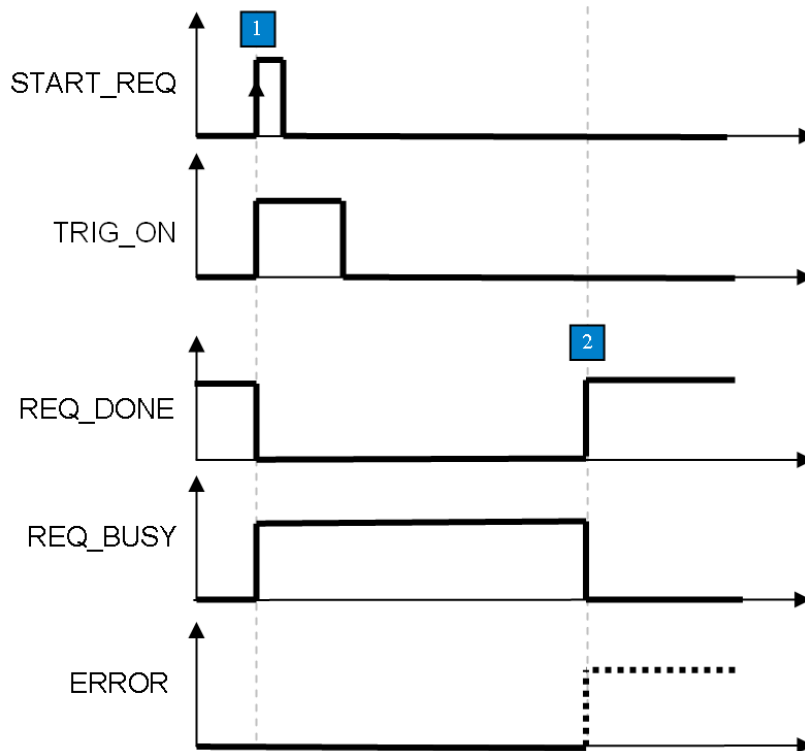 1
START_REQ
TRIG_ON
2
REQ_DONE
REQ_BUSY
ERROR